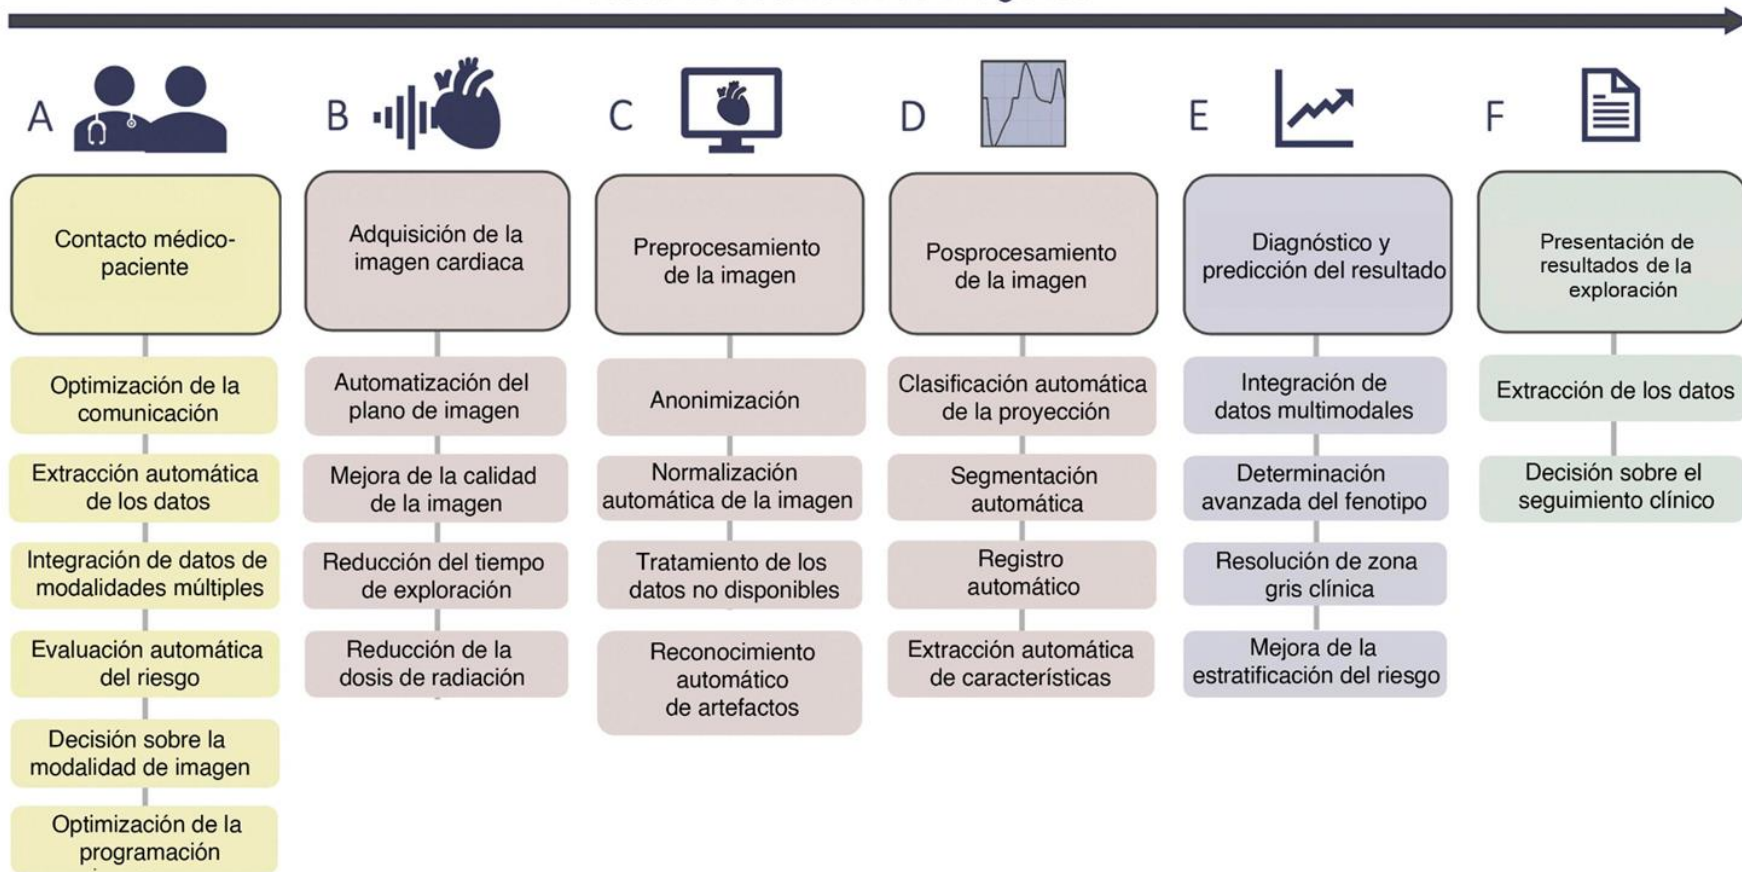 A
B
C
D
E
F
Contacto médico-
paciente
Optimización de la
comunicación
Extracción automática
de los datos
Integración de datos de
modalidades múltiples
Evaluación automática
del riesgo
Decisión sobre la
modalidad de imagen
Optimización de la
programación
Adquisición de la
imagen cardiaca
Automatización del
plano de imagen
Mejora de la calidad
de la imagen
Reducción del tiempo
de exploración
Reducción de la
dosis de radiación
Preprocesamiento
de la imagen
Anonimización
Normalización
automática de la imagen
Tratamiento de los
datos no disponibles
Reconocimiento
automático
de artefactos
Posprocesamiento
de la imagen
Clasificación automática
de la proyección
Segmentación
automática
Registro
automático
Extracción automática
de características
Diagnóstico y
predicción del resultado
Integración de
datos multimodales
Determinación
avanzada del fenotipo
Resolución de zona
gris clínica
Mejora de la
estratificación del riesgo
Presentación de
resultados de la
exploración
Extracción de los datos
Decisión sobre el
seguimiento clínico